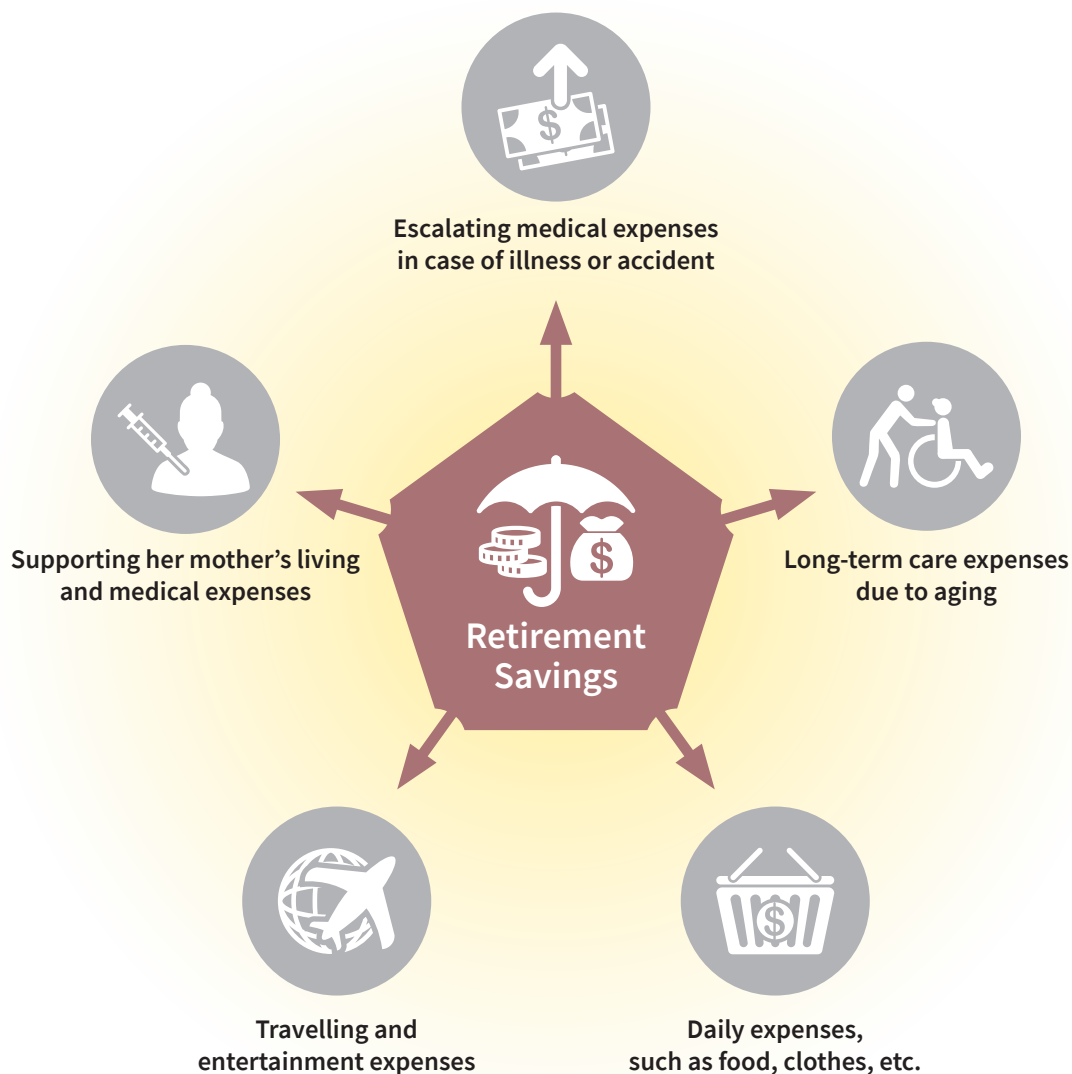 $
Escalating medical expenses
in case of illness or accident
Supporting her mother’s living
and medical expenses
Long-term care expenses
due to aging
$
Retirement
Savings
Travelling and
entertainment expenses
$
Daily expenses,
such as food, clothes, etc.